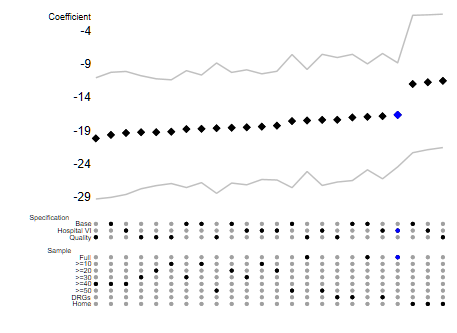 Coefficient
-4
-9
-14
-19
-24
-29
Specification
Base
Hospital VI
Quality
Sample
Full
>=10
>=20
>=30
>=40
>=50
DRGs
Home